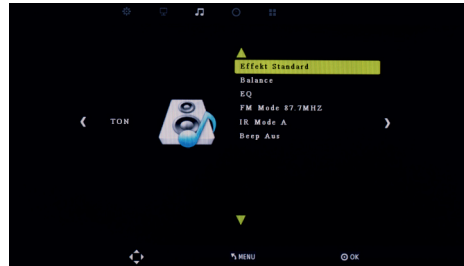 Effekt Standard
Balance
EQ
FM Mode 87.7MHZ
TON
IR Mode A
Beep Aus
MENU
OK